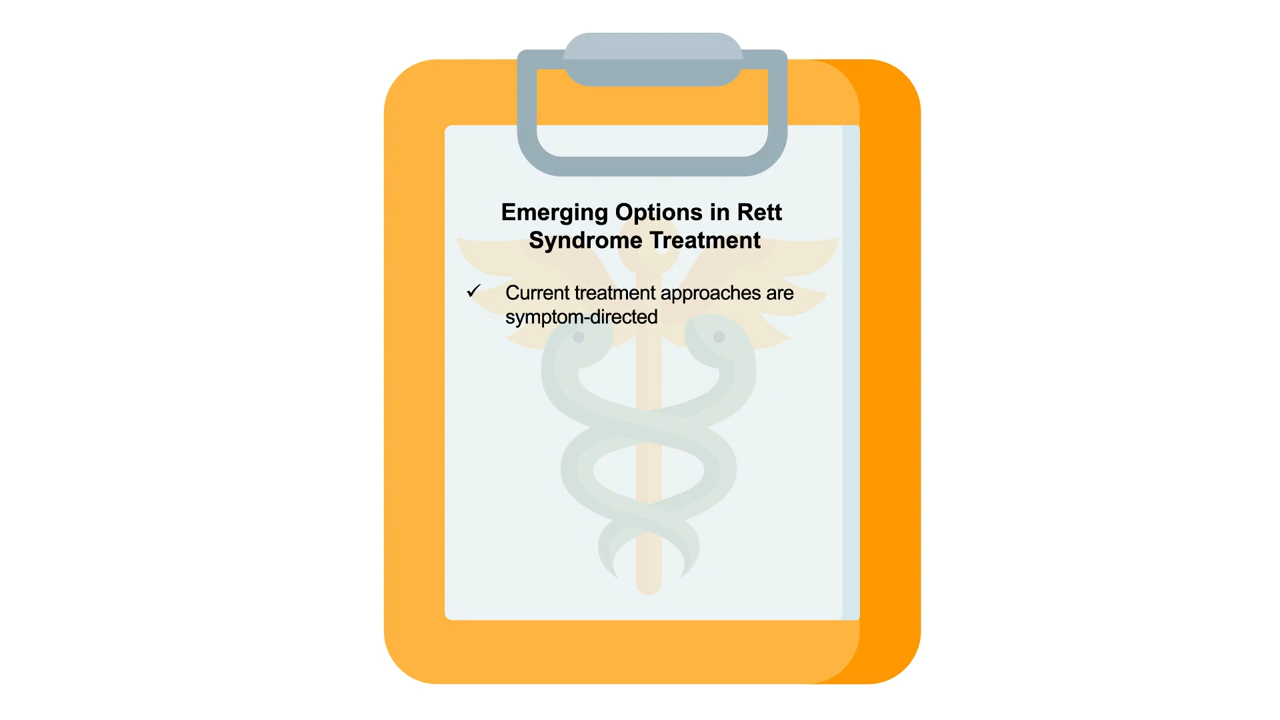 Emerging Options in Rett
Syndrome Treatment
✓ Current treatment approaches are
symptom-directed